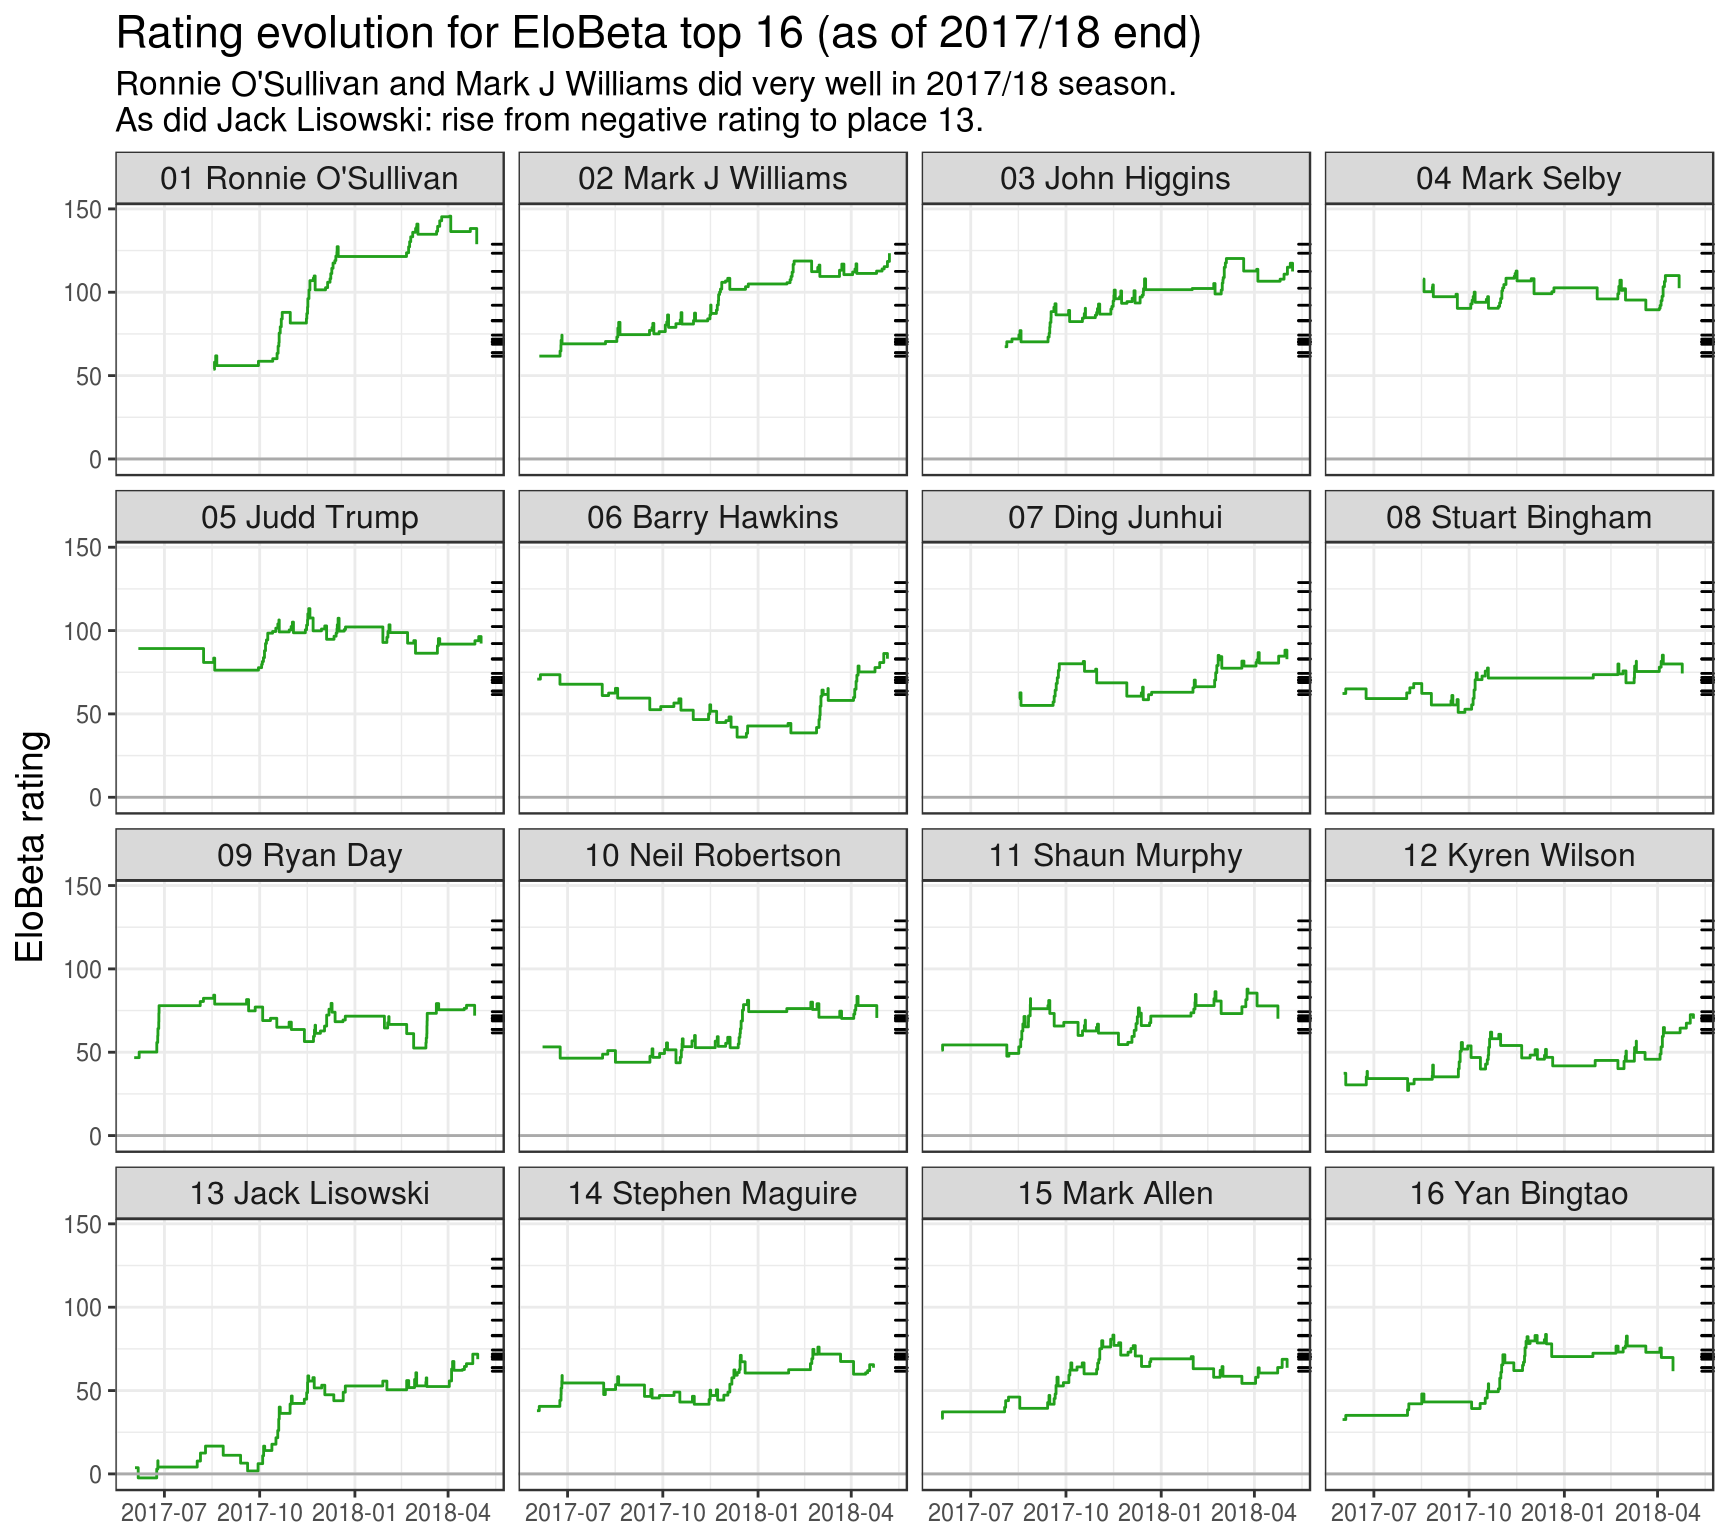 Rating evolution for EloBeta top 16 (as of 2017/18 end)
Ronnie O'Sullivan and Mark J Williams did very well in 2017/18 season.
As did Jack Lisowski: rise from negative rating to place 13.
01 Ronnie O'Sullivan
02 Mark J Williams
03 John Higgins
04 Mark Selby
150
100
50
0
05 Judd Trump
06 Barry Hawkins
07 Ding Junhui
08 Stuart Bingham
150
100
50
0
EloBeta rating
09 Ryan Day
10 Neil Robertson
11 Shaun Murphy
12 Kyren Wilson
150
100
50
0
13 Jack Lisowski
14 Stephen Maguire
15 Mark Allen
16 Yan Bingtao
150
100
50
0
2017-07 2017-10 2018-01 2018-04
2017-07 2017-10 2018-01 2018-04
2017-07 2017-10 2018-01 2018-04
2017-07 2017-10 2018-01 2018-04